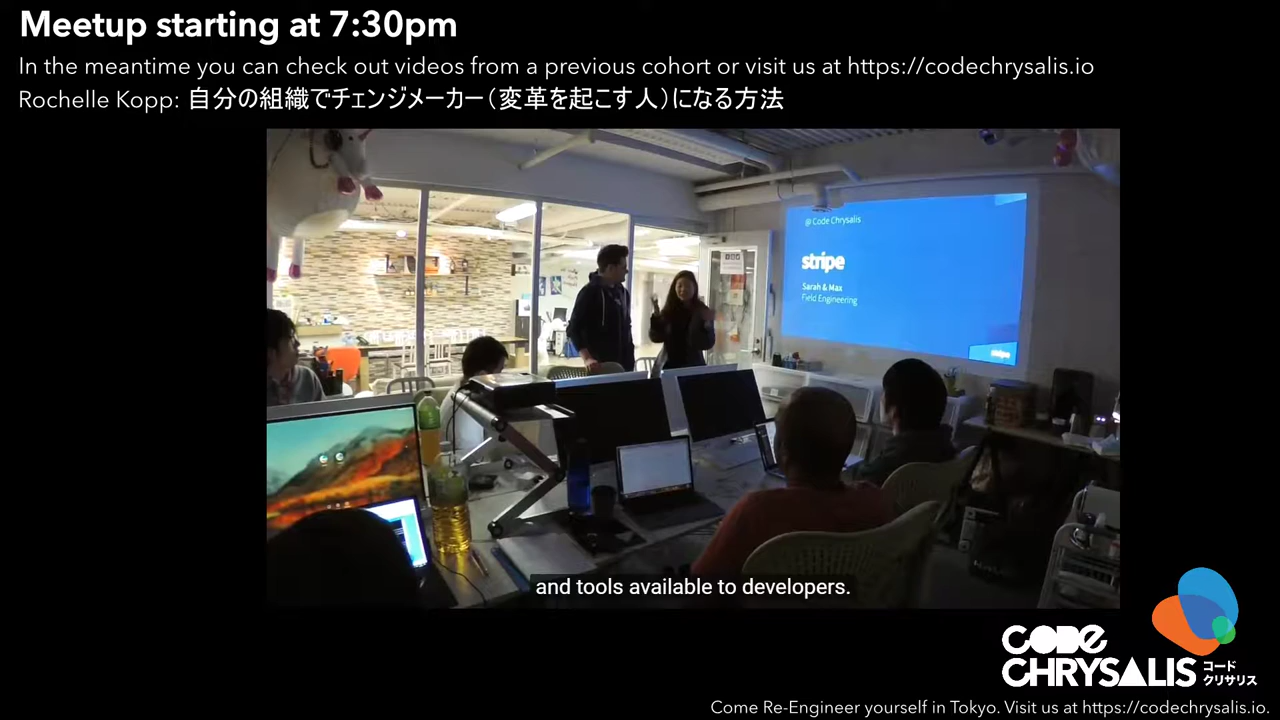 Meetup starting at 7:30pm
In the meantime you can check out videos from a previous cohort or visit us at https://codechrysalis.io
Rochelle Kopp: 自分の組織でチェンジメーカー（変革を起こす人）になる方法
@ Code Chrysalis
stripe
Sarah & Max
Field Engineering
stripe
and tools available to developers.
CODE
CHRYSALIS
コード
クリサリス
Come Re-Engineer yourself in Tokyo. Visit us at https://codechrysalis.io.